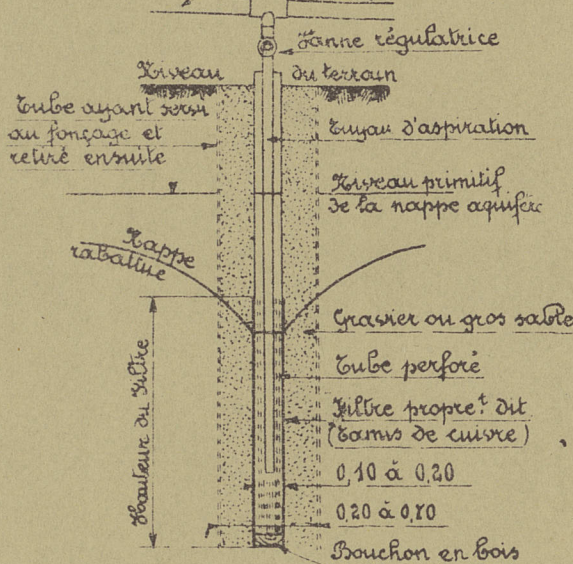 Vanne régulatrice
Niveau du terrain
Tube ayant servi
au fonçage et
retiré ensuite
Tuyau d'aspiration
Niveau primitif
de la nappe aquifère
Nappe
rabattue
Gravier ou gros sable
Tube perforé
Filtre propre.t dit
(Tamis de cuivre)
Hauteur du Filtre
0,10 à 0,20
0,20 à 0,80
Bouchon en bois